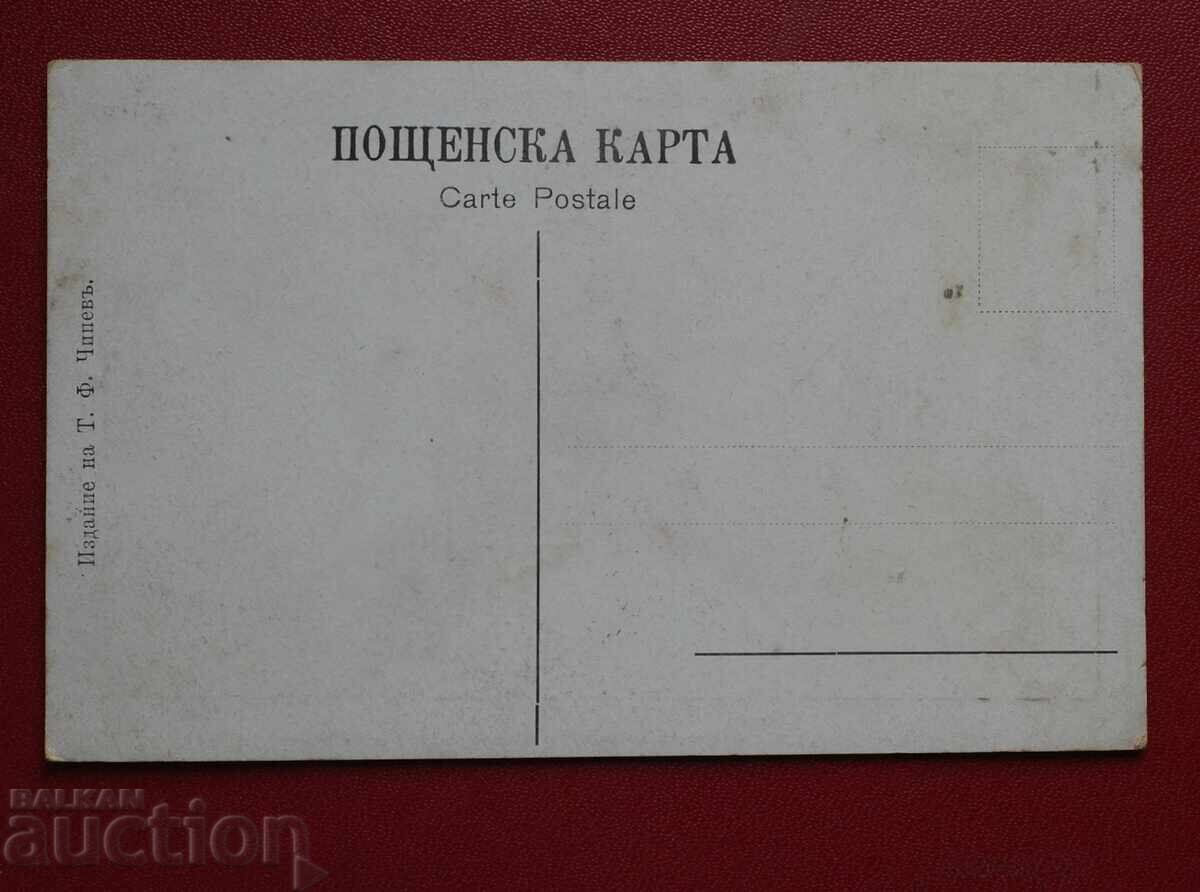 ПОЩЕНСКА КАРТА
Carte Postale
Издание на Т. Ф. Чипевъ.
BALKAN
auction